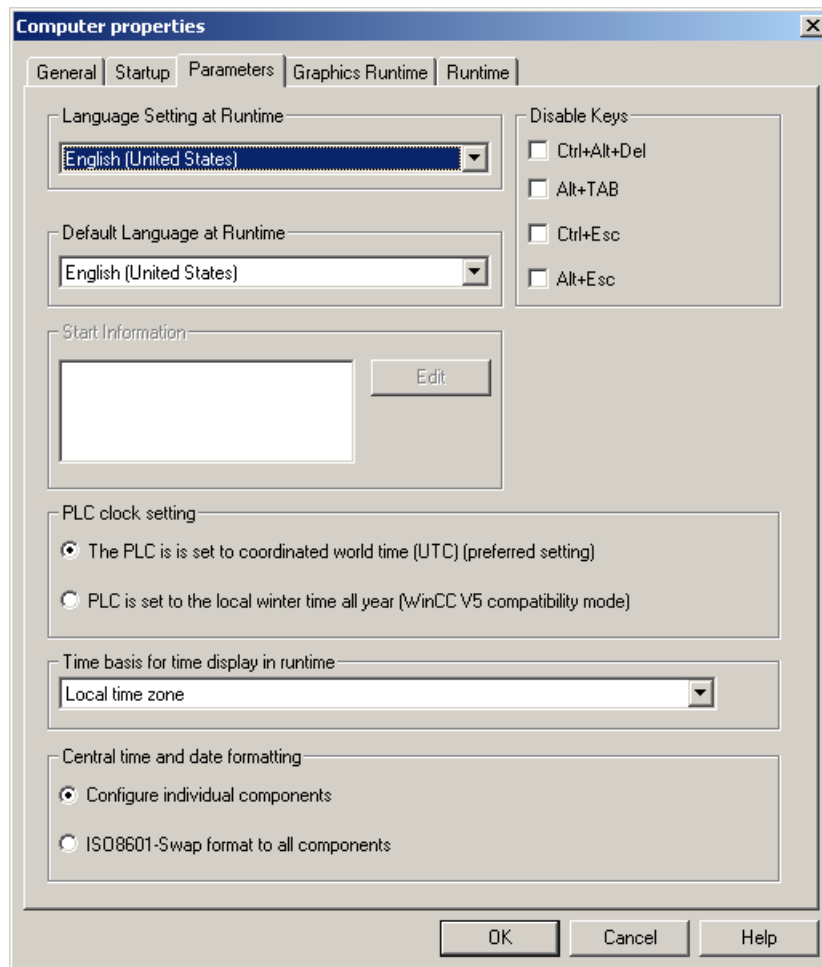 Computer properties
General Startup Parameters Graphics Runtime Runtime
Language Setting at Runtime
English (United States)
Disable Keys
Ctrl+Alt+Del
Alt+TAB
Ctrl+Esc
Alt+Esc
Default Language at Runtime
English (United States)
Start Information
Edit
PLC clock setting
The PLC is is set to coordinated world time (UTC) (preferred setting)
PLC is set to the local winter time all year (WinCC V5 compatibility mode)
Time basis for time display in runtime
Local time zone
Central time and date formatting
Configure individual components
ISO8601-Swap format to all components
OK Cancel Help